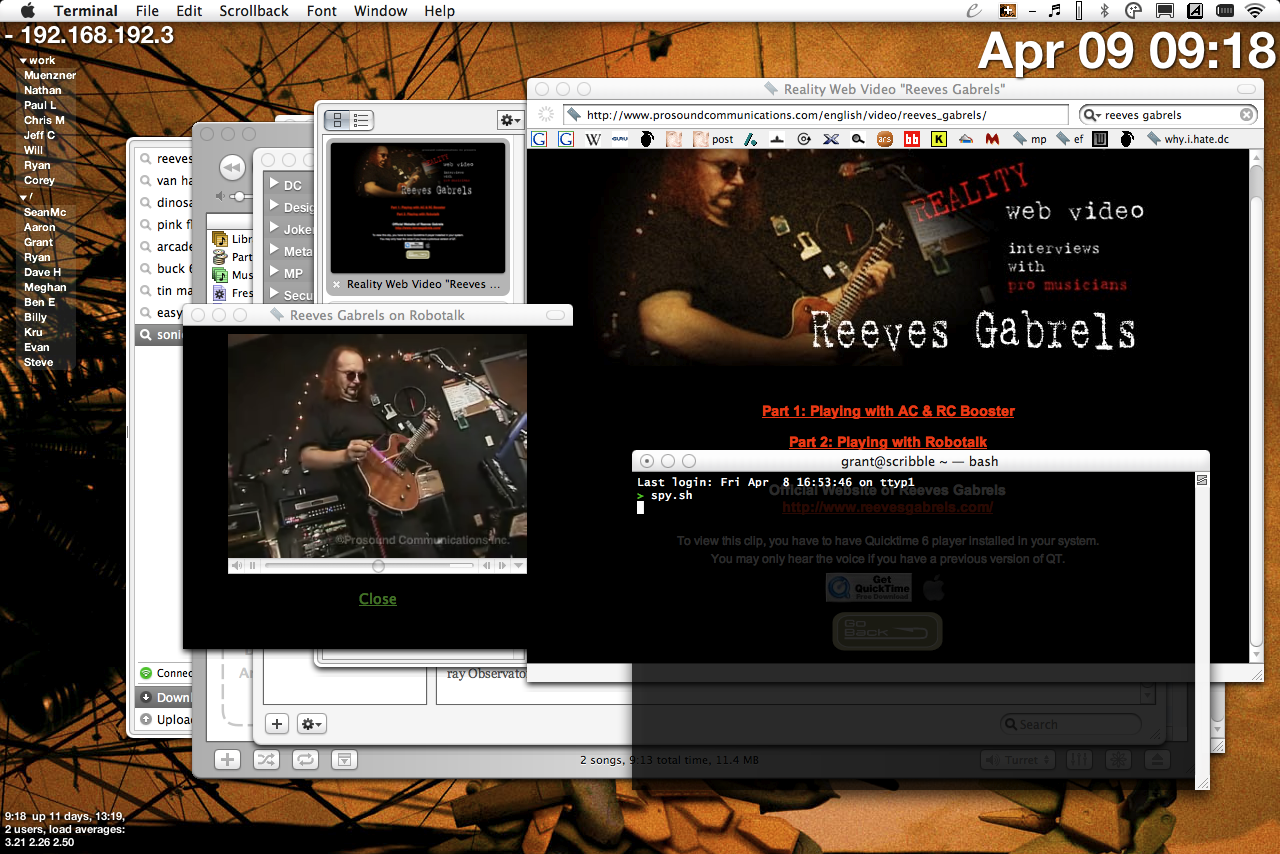 Terminal File Edit Scrollback Font Window Help
- 192.168.192.3
Apr 09 09:18
work
Muenzner
Nathan
Paul L
Chris M
Jeff C
Will
Ryan
Corey
/
SeanMc
Aaron
Grant
Ryan
Dave H
Meghan
Ben E
Billy
Kru
Evan
Steve
reeves
van ha
dinosa
pink fl
arcade
buck 6
tin ma
easy
soni
Connec
Downl
Uploa
Libr
Part
Mus
Fres
DC
Desig
Joke
Meta
MP
Secu
Reality Web Video "Reeves ...
Reality Web Video "Reeves Gabrels"
http://www.prosoundcommunications.com/english/video/reeves_gabrels/
reeves gabrels
G G W GURU post ars bb K mp ef why.i.hate.dc
REALITY
web video
interviews
with
pro musicians
Reeves Gabrels
Part 1: Playing with AC & RC Booster
Part 2: Playing with Robotalk
Reeves Gabrels on Robotalk
©Prosound Communications Inc.
Close
grant@scribble ~ — bash
Last login: Fri Apr 8 16:53:46 on ttyp1
> spy.sh
Official Website of Reeves Gabrels
http://www.reevesgabrels.com/
To view this clip, you have to have Quicktime 6 player installed in your system.
You may only hear the voice if you have a previous version of QT.
Get
QuickTime
Free Download
Go
Back
ray Observato
Search
2 songs, 9:13 total time, 11.4 MB
Turret
9:18 up 11 days, 13:19,
2 users, load averages:
3.21 2.26 2.50